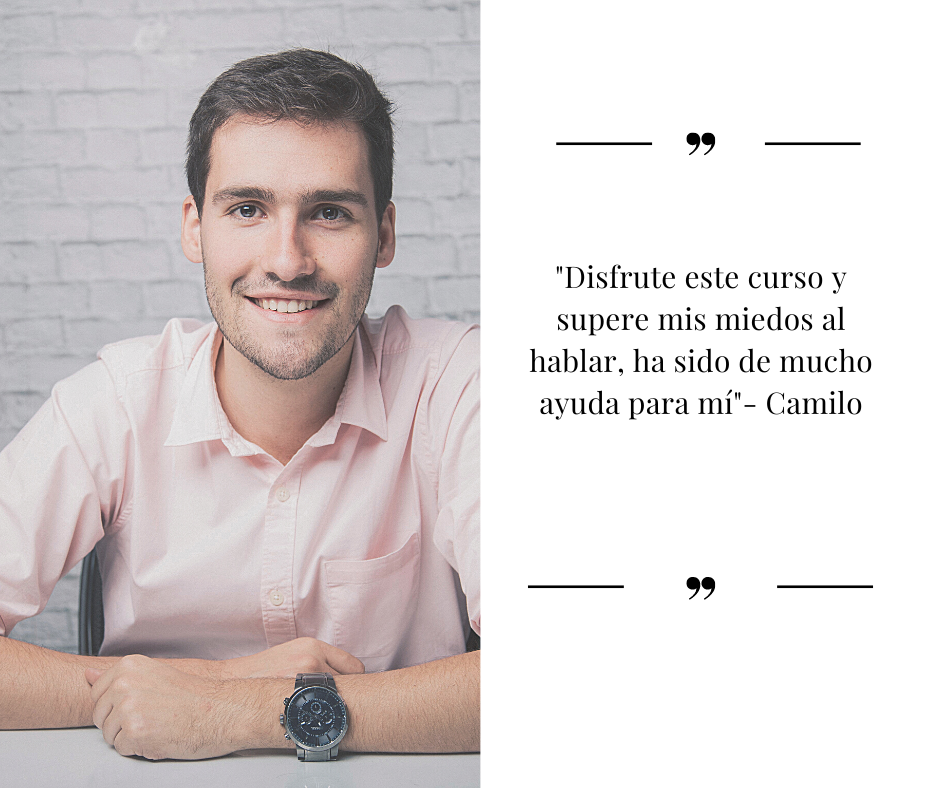 "Disfrute este curso y
supere mis miedos al
hablar, ha sido de mucho
ayuda para mí"- Camilo